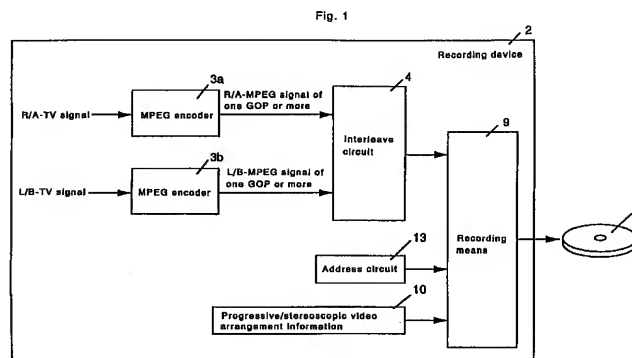 Fig. 1
2
Recording device
3a
R/A-TV signal
MPEG encoder
R/A-MPEG signal of
one GOP or more
4
Interleave
circuit
9
3b
L/B-TV signal
MPEG encoder
L/B-MPEG signal of
one GOP or more
Recording
means
13
Address circuit
10
Progressive/stereoscopic video
arrangement information